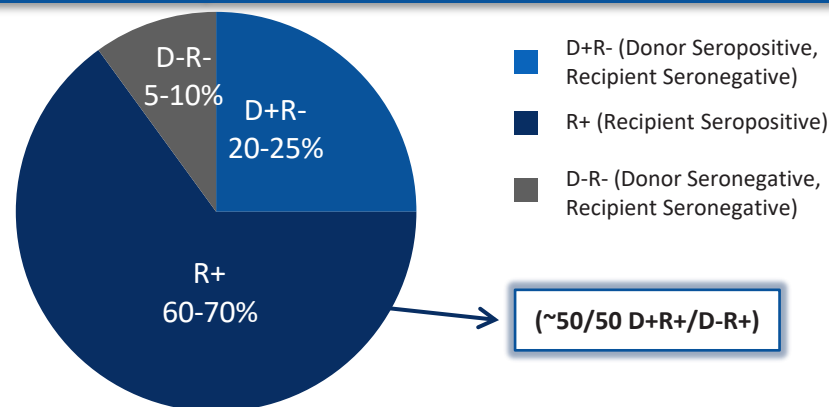 D-R-
5-10%
D+R-
20-25%
R+
60-70%
D+R- (Donor Seropositive,
Recipient Seronegative)
R+ (Recipient Seropositive)
D-R- (Donor Seronegative,
Recipient Seronegative)
(~50/50 D+R+/D-R+)